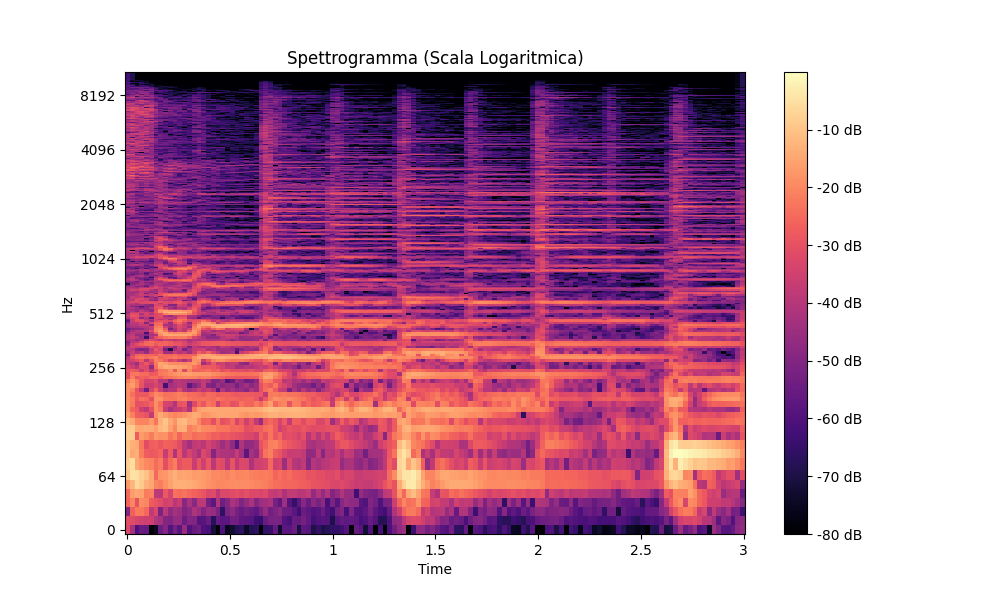 Spettrogramma (Scala Logaritmica)
8192
4096
2048
1024
512
256
128
64
0
Hz
0
0.5
1
1.5
2
2.5
3
Time
-10 dB
-20 dB
-30 dB
-40 dB
-50 dB
-60 dB
-70 dB
-80 dB